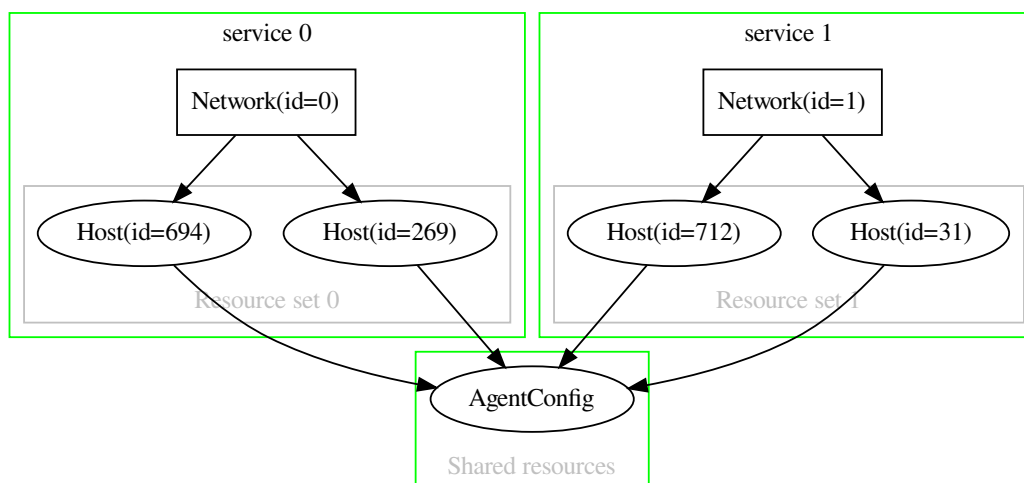 service 0
service 1
Network(id=0)
Network(id=1)
Host(id=694)
Host(id=269)
Host(id=712)
Host(id=31)
Resource set 0
Resource set 1
AgentConfig
Shared resources